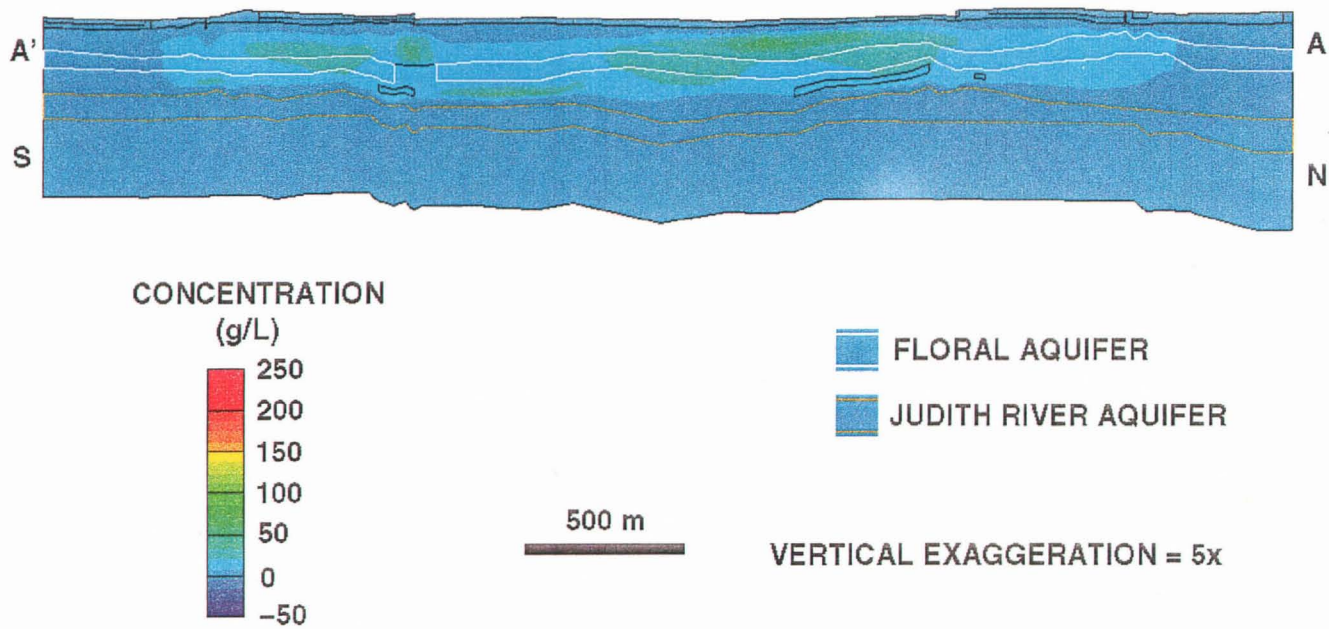 A'
A
S
N
CONCENTRATION
(g/L)
250
200
150
100
50
0
−50
FLORAL AQUIFER
JUDITH RIVER AQUIFER
500 m
VERTICAL EXAGGERATION = 5x